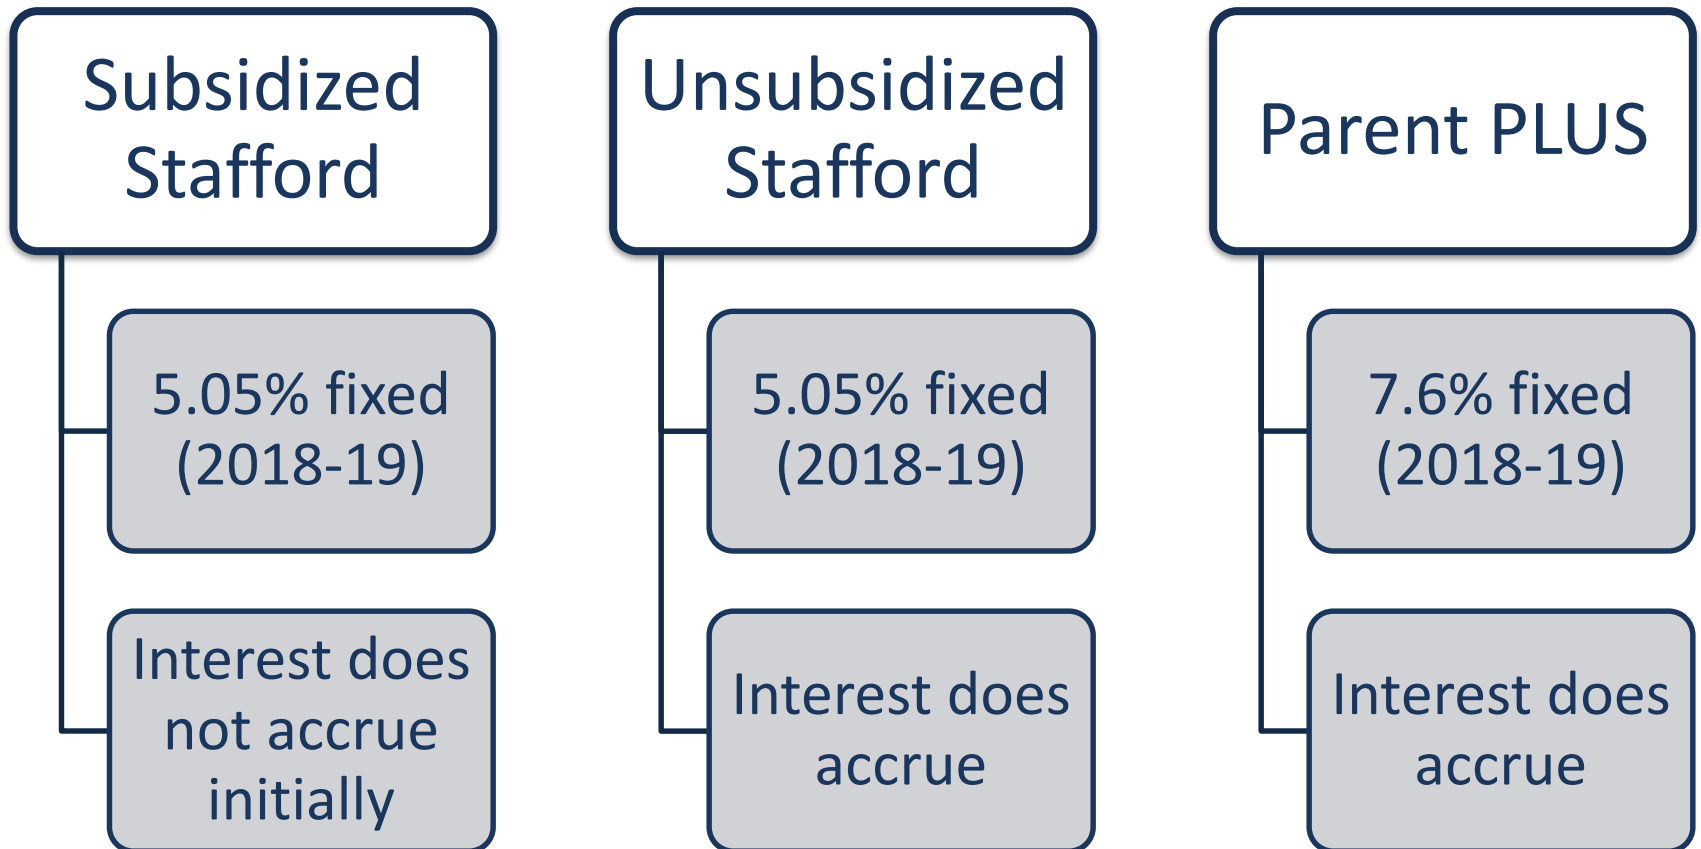 Subsidized
Stafford
5.05% fixed
(2018-19)
Interest does
not accrue
initially
Unsubsidized
Stafford
5.05% fixed
(2018-19)
Interest does
accrue
Parent PLUS
7.6% fixed
(2018-19)
Interest does
accrue